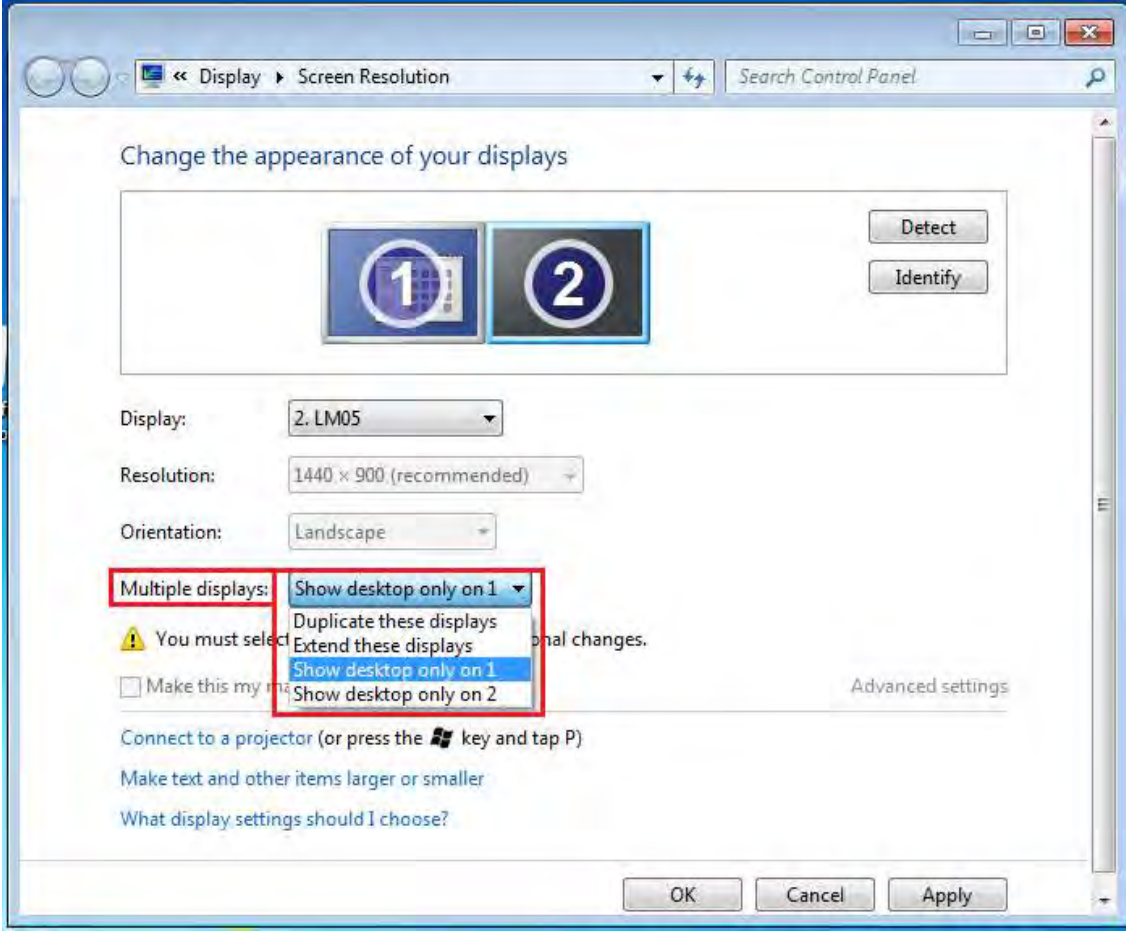 « Display ▸ Screen Resolution
Search Control Panel
Change the appearance of your displays
1 2
Detect
Identify
Display: 2. LM05
Resolution: 1440 × 900 (recommended)
Orientation: Landscape
Multiple displays: Show desktop only on 1
Duplicate these displays
You must select onal changes.
Extend these displays
Show desktop only on 1
Make this my ma Advanced settings
Show desktop only on 2
Connect to a projector (or press the key and tap P)
Make text and other items larger or smaller
What display settings should I choose?
OK Cancel Apply